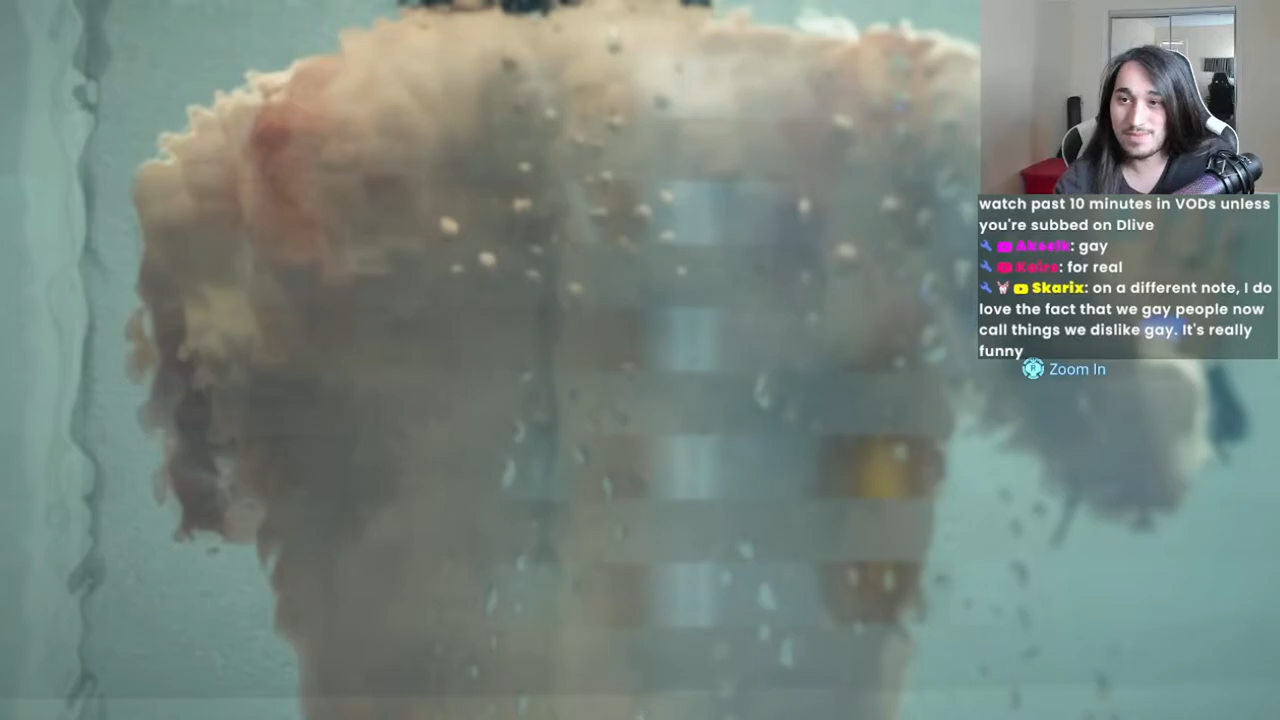 watch past 10 minutes in VODs unless
you're subbed on Dlive
Akeelk: gay
Keiro: for real
Skarix: on a different note, I do
love the fact that we gay people now
call things we dislike gay. It's really
funny
R Zoom In